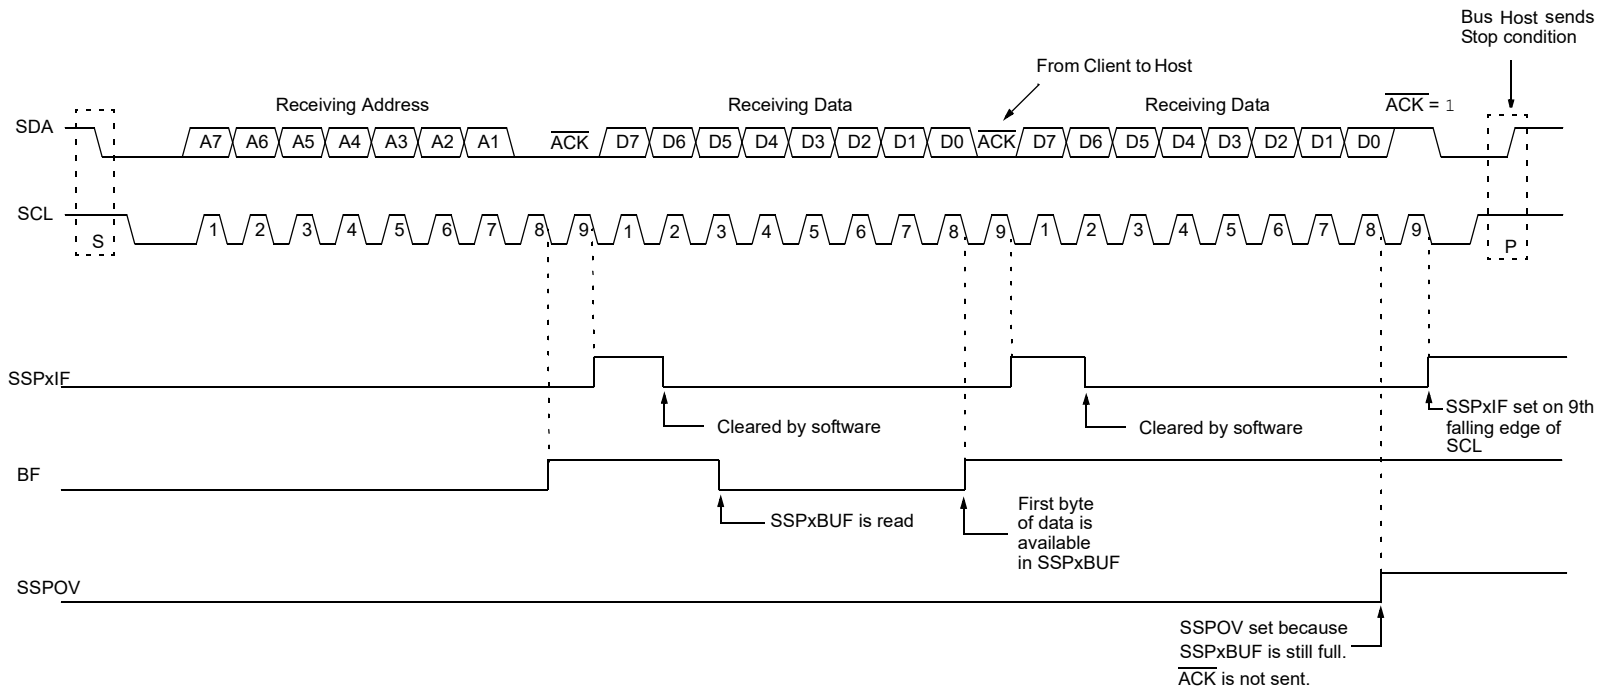 Bus Host sends
Stop condition
From Client to Host
Receiving Address
Receiving Data
Receiving Data
ACK = 1
SDA
A7 A6 A5 A4 A3 A2 A1 ACK D7 D6 D5 D4 D3 D2 D1 D0 ACK D7 D6 D5 D4 D3 D2 D1 D0
SCL
S 1 2 3 4 5 6 7 8 9 1 2 3 4 5 6 7 8 9 1 2 3 4 5 6 7 8 9 P
SSPxIF
Cleared by software
Cleared by software
SSPxIF set on 9th
falling edge of
SCL
BF
SSPxBUF is read
First byte
of data is
available
in SSPxBUF
SSPOV
SSPOV set because
SSPxBUF is still full.
ACK is not sent.